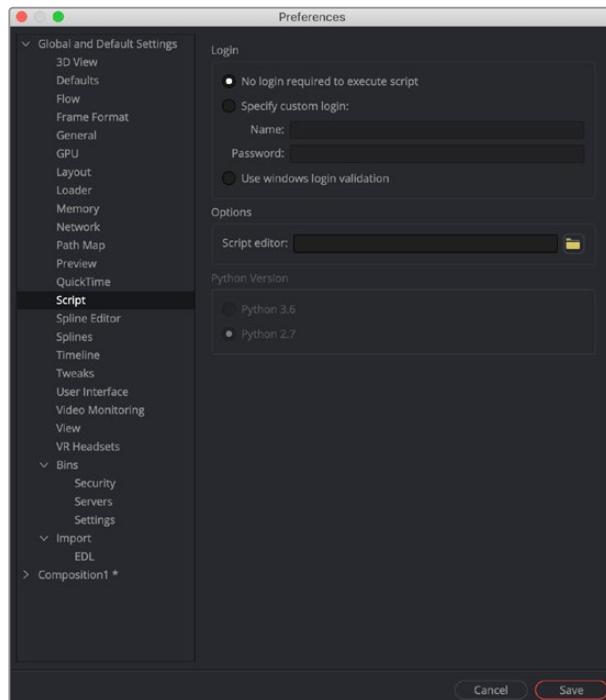 Preferences
Global and Default Settings
3D View
Defaults
Flow
Frame Format
General
GPU
Layout
Loader
Memory
Network
Path Map
Preview
QuickTime
Script
Spline Editor
Splines
Timeline
Tweaks
User Interface
Video Monitoring
View
VR Headsets
Bins
Security
Servers
Settings
Import
EDL
Composition1 *
Login
No login required to execute script
Specify custom login:
Name:
Password:
Use windows login validation
Options
Script editor:
Python Version
Python 3.6
Python 2.7
Cancel
Save